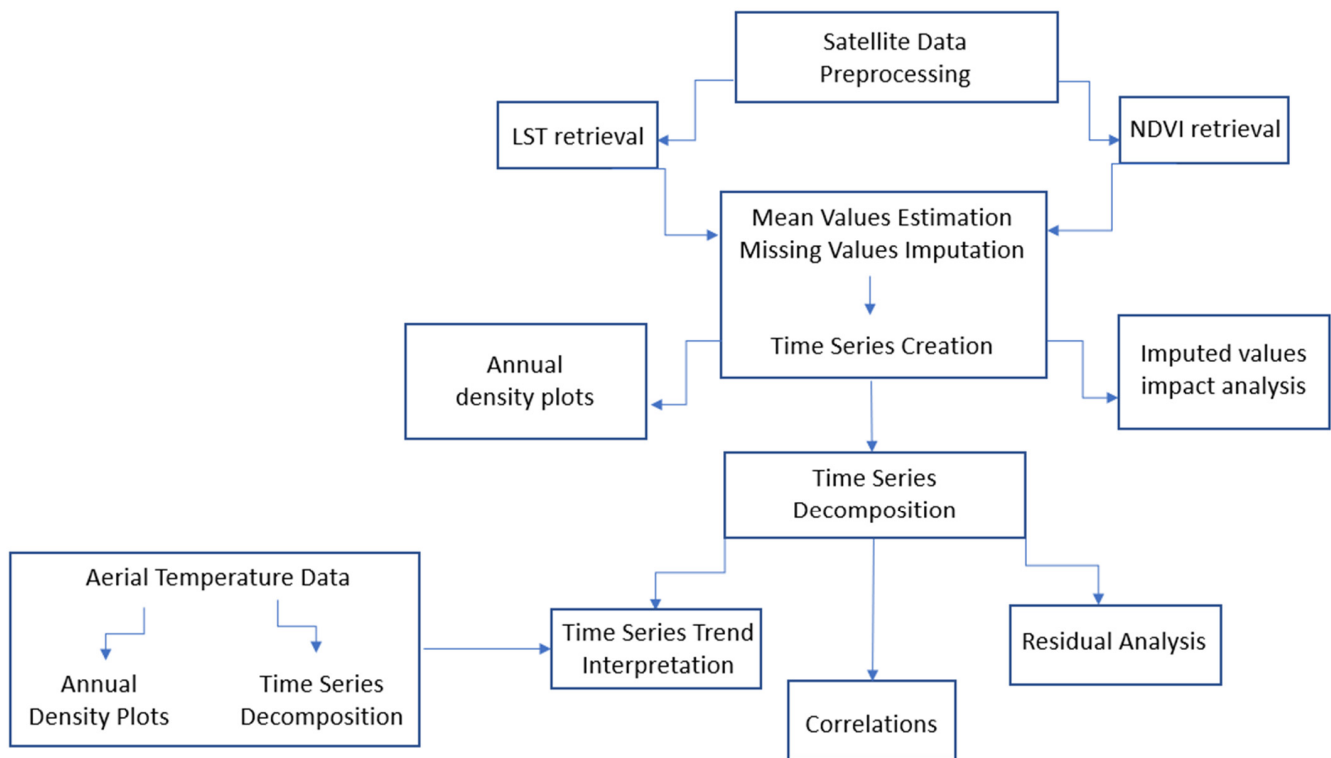 Satellite Data
Preprocessing
LST retrieval
NDVI retrieval
Mean Values Estimation
Missing Values Imputation
Time Series Creation
Annual
density plots
Imputed values
impact analysis
Time Series
Decomposition
Aerial Temperature Data
Annual
Density Plots
Time Series
Decomposition
Time Series Trend
Interpretation
Correlations
Residual Analysis